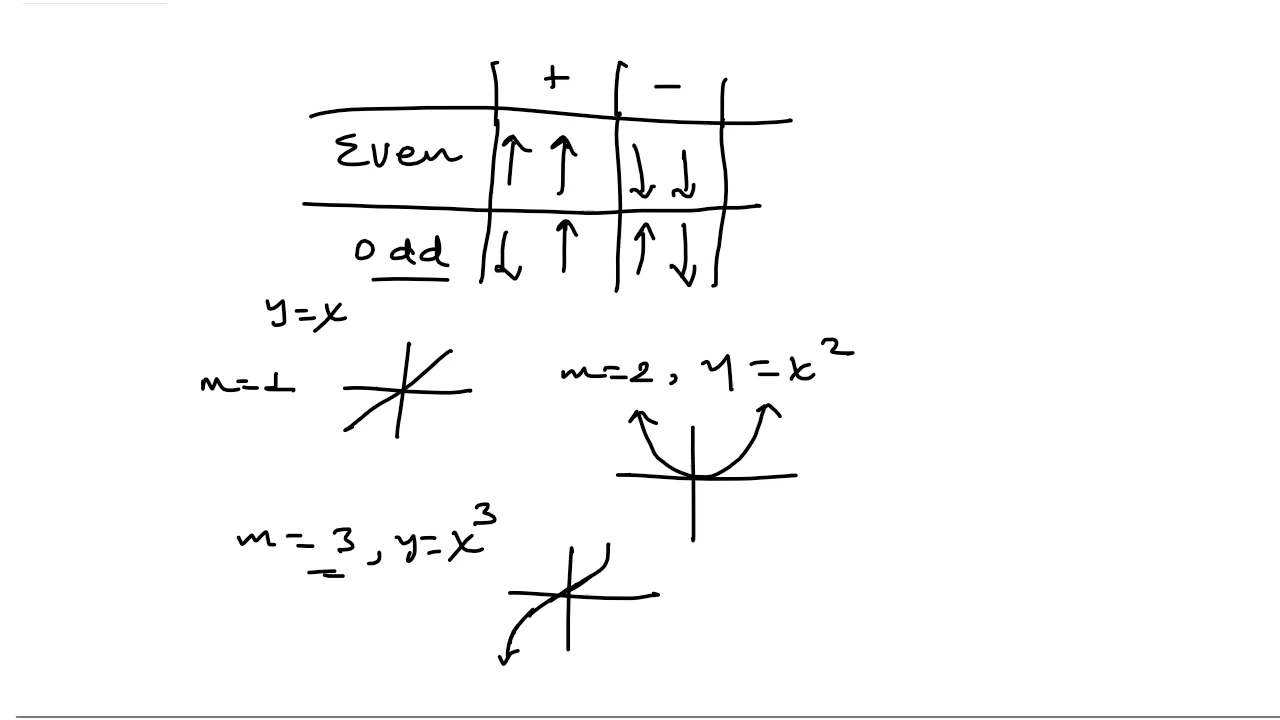 + −
Even ↑ ↑ ↓ ↓
Odd ↓ ↑ ↑ ↓
y=x
m=1
m=2, y=x²
m=3, y=x³